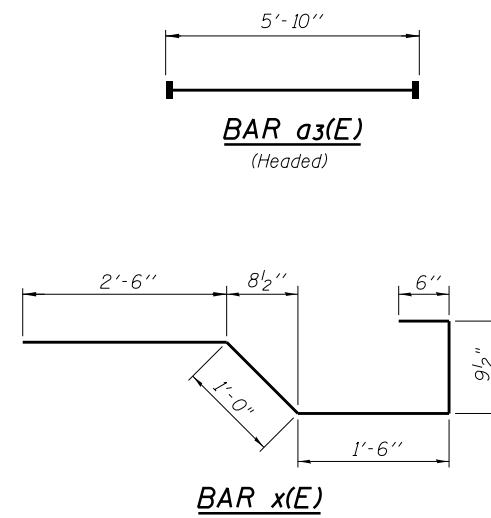 5'-10"
BAR a3(E)
(Headed)
2'-6"
8½"
6"
1'-0"
9½"
1'-6"
BAR x(E)